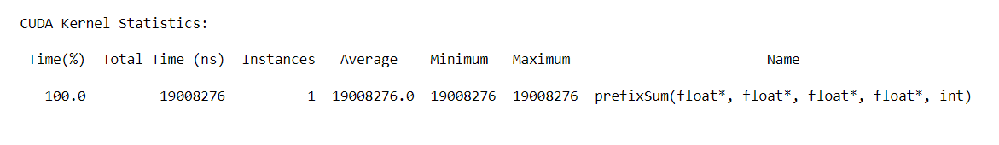 CUDA Kernel Statistics:
Time(%) Total Time (ns) Instances Average Minimum Maximum Name
------- --------------- --------- ---------- -------- -------- ----------------------------------------------
100.0 19008276 1 19008276.0 19008276 19008276 prefixSum(float*, float*, float*, float*, int)